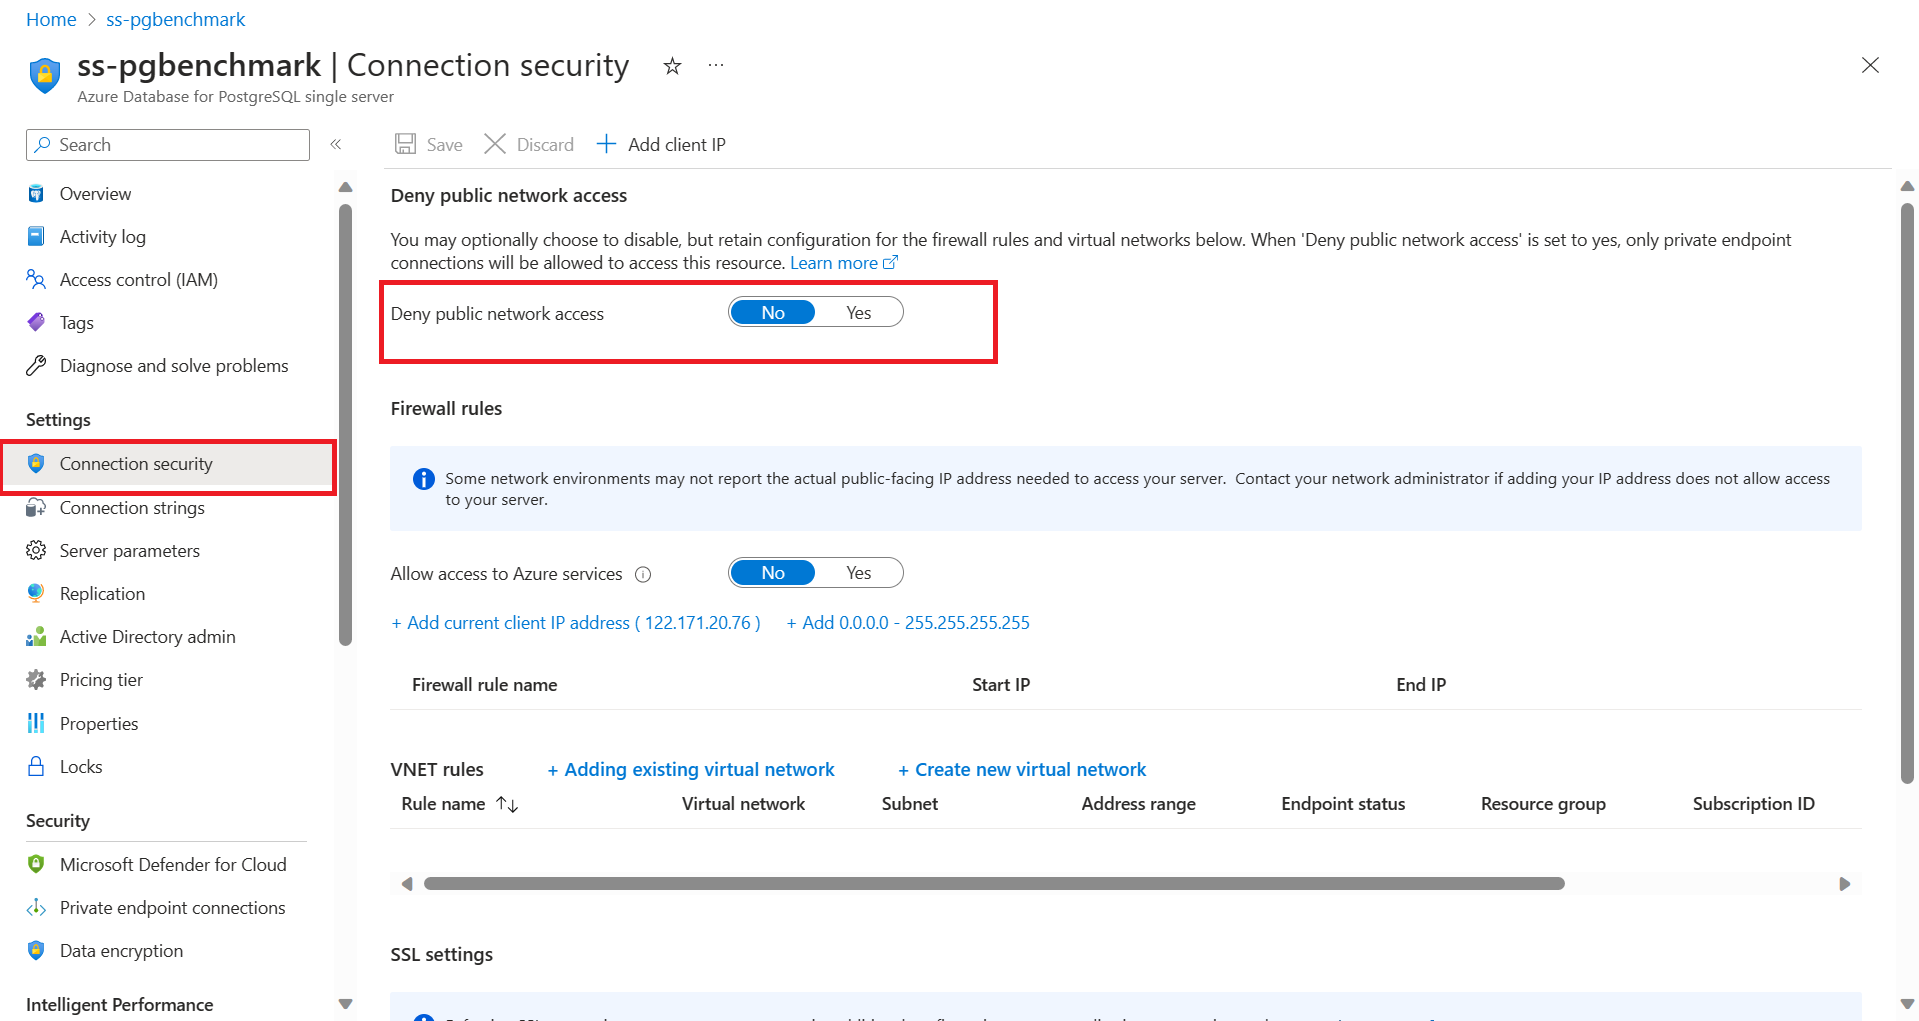 Home > ss-pgbenchmark
ss-pgbenchmark | Connection security
Azure Database for PostgreSQL single server
Search
Overview
Activity log
Access control (IAM)
Tags
Diagnose and solve problems
Settings
Connection security
Connection strings
Server parameters
Replication
Active Directory admin
Pricing tier
Properties
Locks
Security
Microsoft Defender for Cloud
Private endpoint connections
Data encryption
Intelligent Performance
Save Discard + Add client IP
Deny public network access
You may optionally choose to disable, but retain configuration for the firewall rules and virtual networks below. When 'Deny public network access' is set to yes, only private endpoint
connections will be allowed to access this resource. Learn more
Deny public network access No Yes
Firewall rules
Some network environments may not report the actual public-facing IP address needed to access your server. Contact your network administrator if adding your IP address does not allow access
to your server.
Allow access to Azure services No Yes
+ Add current client IP address ( 122.171.20.76 ) + Add 0.0.0.0 - 255.255.255.255
Firewall rule name Start IP End IP
VNET rules + Adding existing virtual network + Create new virtual network
Rule name ↑↓ Virtual network Subnet Address range Endpoint status Resource group Subscription ID
SSL settings